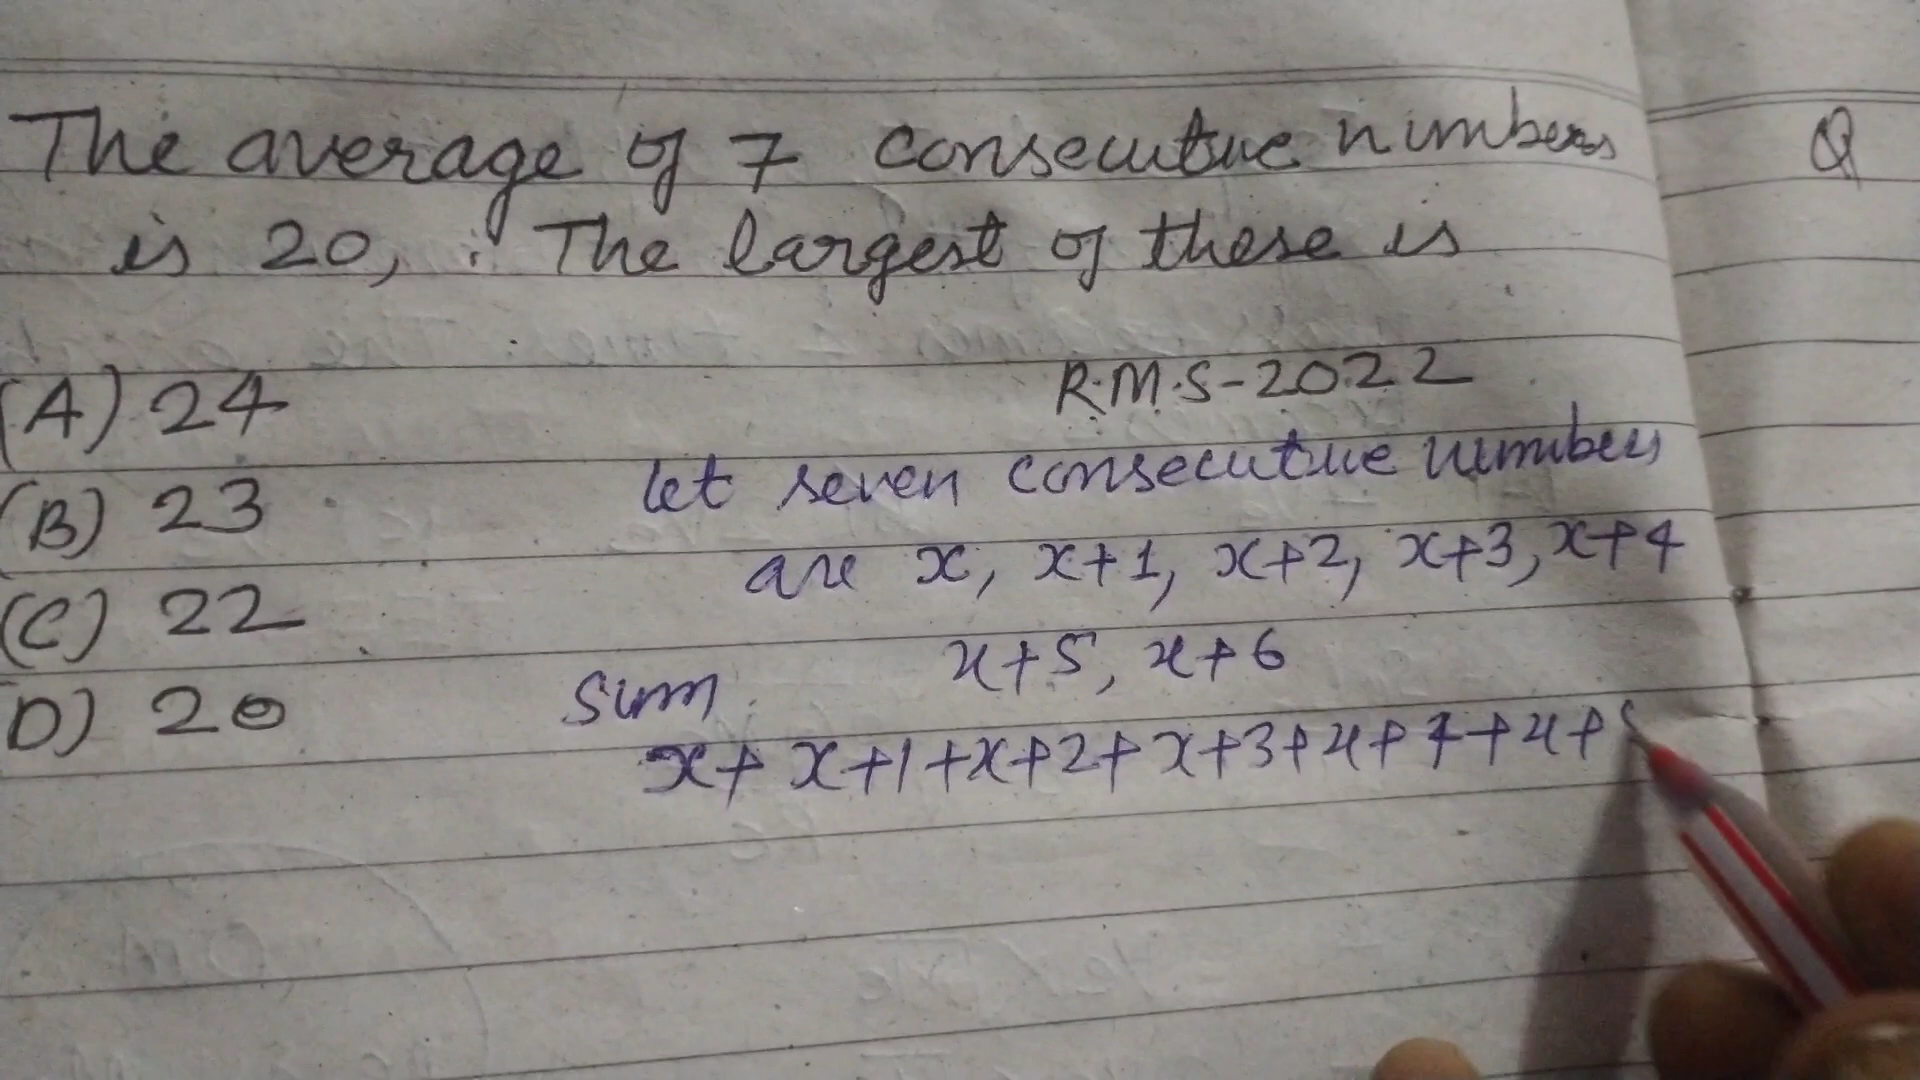 The average of 7 consecutive numbers
is 20, The largest of these is
(A) 24
R.M.S-2022
(B) 23
let seven consecutive numbers
are x, x+1, x+2, x+3, x+4
(C) 22
x+5, x+6
(D) 20
Sum
x+ x+1+x+2+x+3+x+4+x+
Q